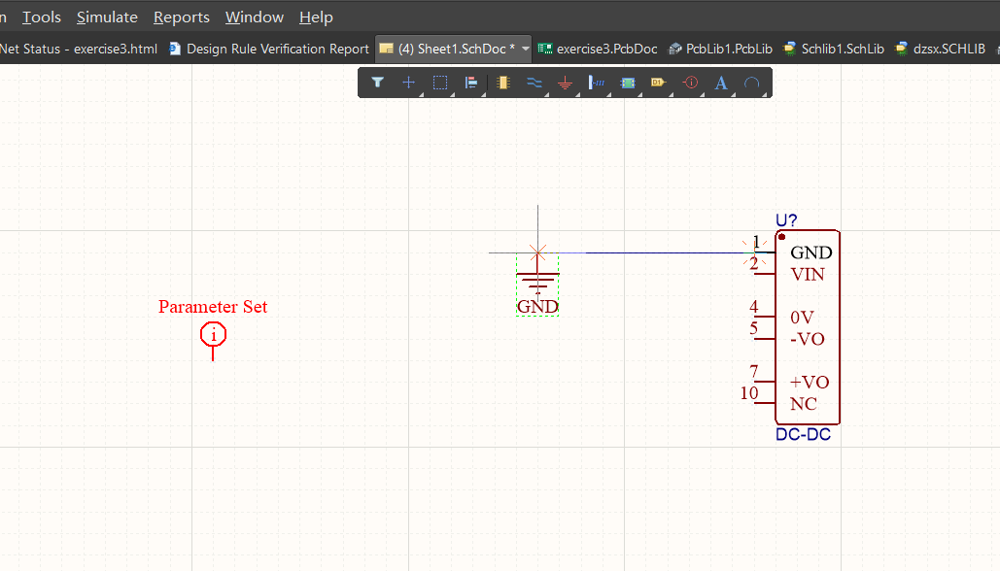 n Tools Simulate Reports Window Help
Net Status - exercise3.html Design Rule Verification Report (4) Sheet1.SchDoc * exercise3.PcbDoc PcbLib1.PcbLib Schlib1.SchLib dzsx.SCHLIB
D1
i
A
U?
1 GND
2 VIN
Parameter Set
i
GND
4 0V
5 -VO
7 +VO
10 NC
DC-DC